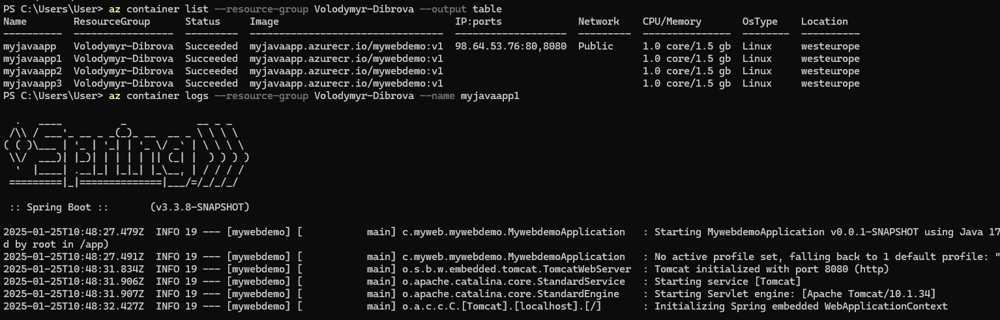 PS C:\Users\User> az container list --resource-group Volodymyr-Dibrova --output table
Name        ResourceGroup      Status     Image                              IP:ports             Network    CPU/Memory       OsType    Location
----------  -----------------  ---------  ---------------------------------  -------------------  ---------  ---------------  --------  ----------
myjavaapp   Volodymyr-Dibrova  Succeeded  myjavaapp.azurecr.io/mywebdemo:v1  98.64.53.76:80,8080  Public     1.0 core/1.5 gb  Linux     westeurope
myjavaapp1  Volodymyr-Dibrova  Succeeded  myjavaapp.azurecr.io/mywebdemo:v1                                  1.0 core/1.5 gb  Linux     westeurope
myjavaapp2  Volodymyr-Dibrova  Succeeded  myjavaapp.azurecr.io/mywebdemo:v1                                  1.0 core/1.5 gb  Linux     westeurope
myjavaapp3  Volodymyr-Dibrova  Succeeded  myjavaapp.azurecr.io/mywebdemo:v1                                  1.0 core/1.5 gb  Linux     westeurope
PS C:\Users\User> az container logs --resource-group Volodymyr-Dibrova --name myjavaapp1
  .   ____          _            __ _ _
 /\\ / ___'_ __ _ _(_)_ __  __ _ \ \ \ \
( ( )\___ | '_ | '_| | '_ \/ _` | \ \ \ \
 \\/  ___)| |_)| | | | | || (_| |  ) ) ) )
  '  |____| .__|_| |_|_| |_\__, | / / / /
 =========|_|==============|___/=/_/_/_/
 :: Spring Boot ::       (v3.3.8-SNAPSHOT)
2025-01-25T10:48:27.479Z  INFO 19 --- [mywebdemo] [           main] c.myweb.mywebdemo.MywebdemoApplication   : Starting MywebdemoApplication v0.0.1-SNAPSHOT using Java 17
d by root in /app)
2025-01-25T10:48:27.491Z  INFO 19 --- [mywebdemo] [           main] c.myweb.mywebdemo.MywebdemoApplication   : No active profile set, falling back to 1 default profile: "
2025-01-25T10:48:31.834Z  INFO 19 --- [mywebdemo] [           main] o.s.b.w.embedded.tomcat.TomcatWebServer  : Tomcat initialized with port 8080 (http)
2025-01-25T10:48:31.906Z  INFO 19 --- [mywebdemo] [           main] o.apache.catalina.core.StandardService   : Starting service [Tomcat]
2025-01-25T10:48:31.907Z  INFO 19 --- [mywebdemo] [           main] o.apache.catalina.core.StandardEngine    : Starting Servlet engine: [Apache Tomcat/10.1.34]
2025-01-25T10:48:32.427Z  INFO 19 --- [mywebdemo] [           main] o.a.c.c.C.[Tomcat].[localhost].[/]       : Initializing Spring embedded WebApplicationContext